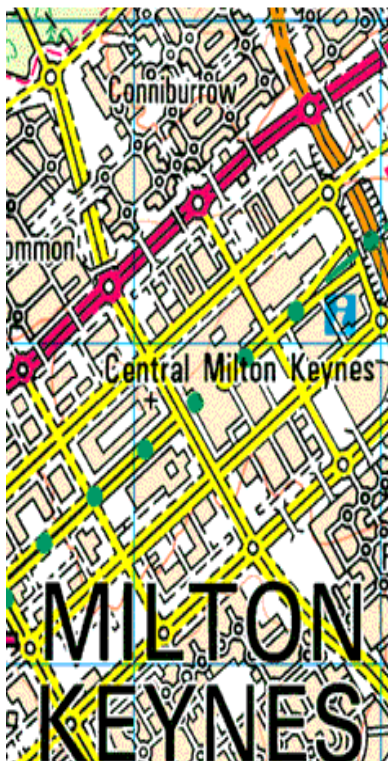 Conniburrow
ommon
Central Milton Keynes
i
MILTON
KEYNES